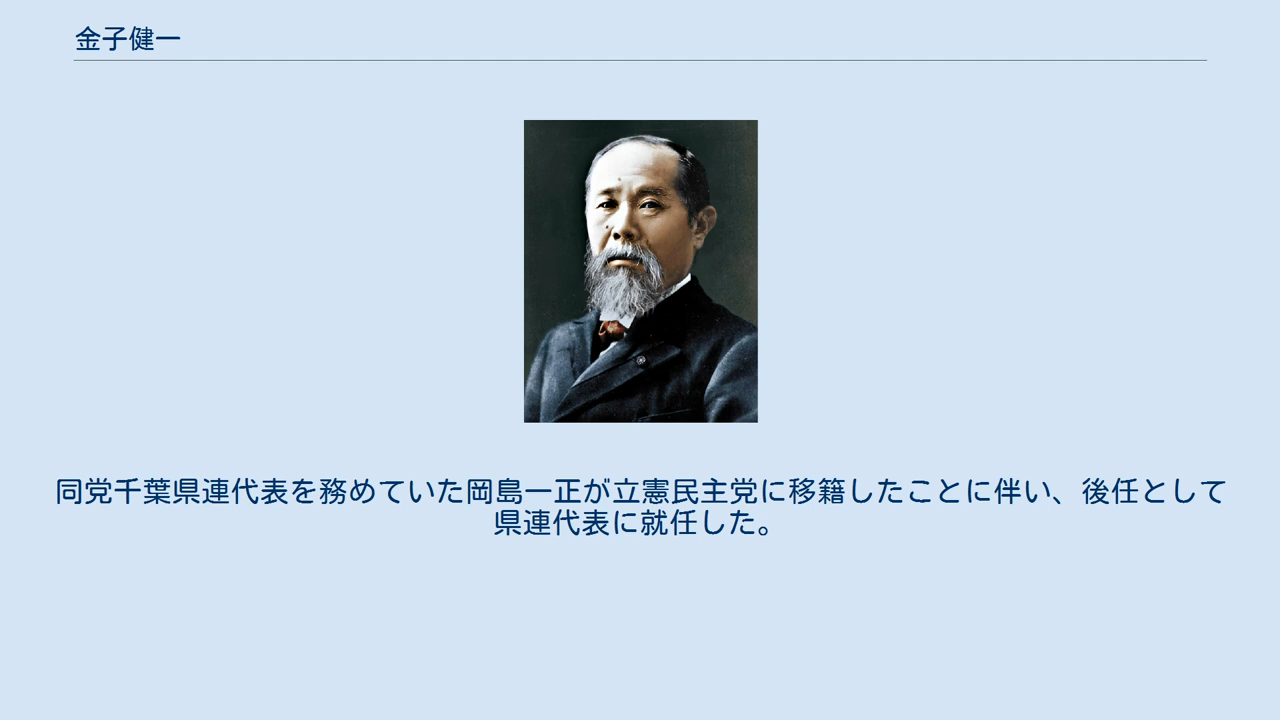 金子健一
同党千葉県連代表を務めていた岡島一正が立憲民主党に移籍したことに伴い、後任として
県連代表に就任した。